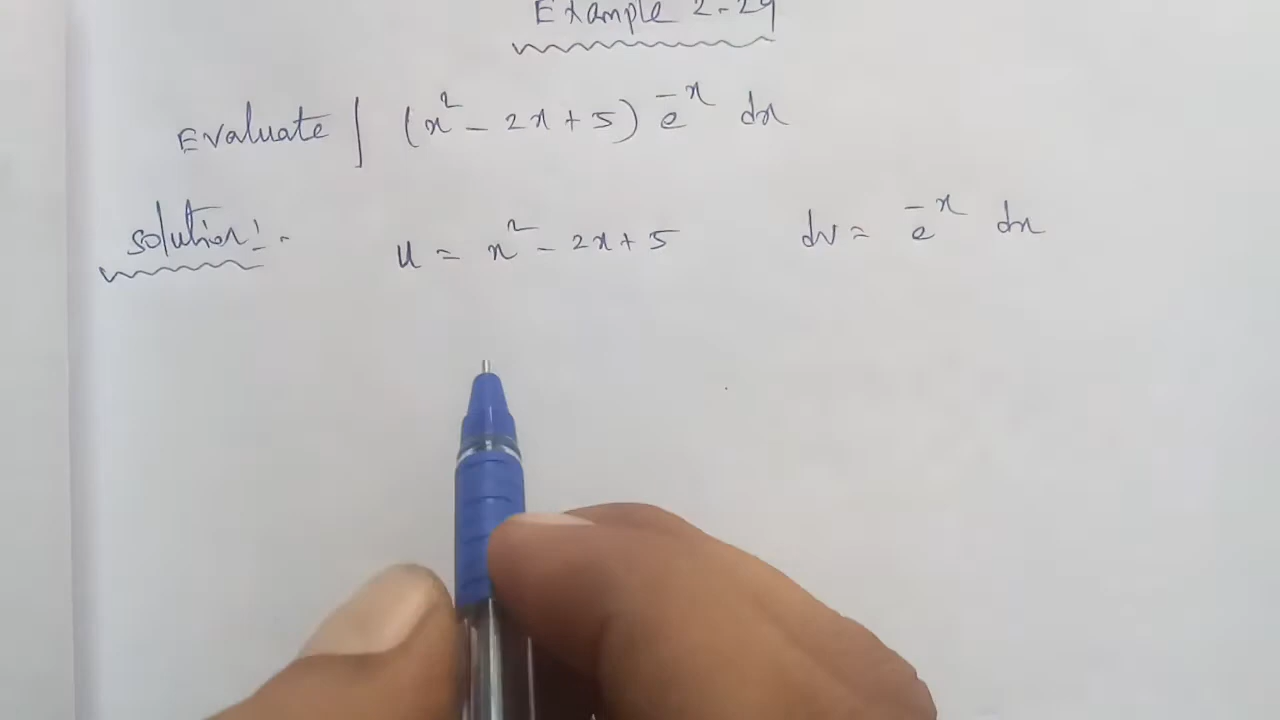 Example 2.29
Evaluate ∫ (x² - 2x + 5) e⁻ˣ dx
Solution:-
u = x² - 2x + 5 dv = e⁻ˣ dx